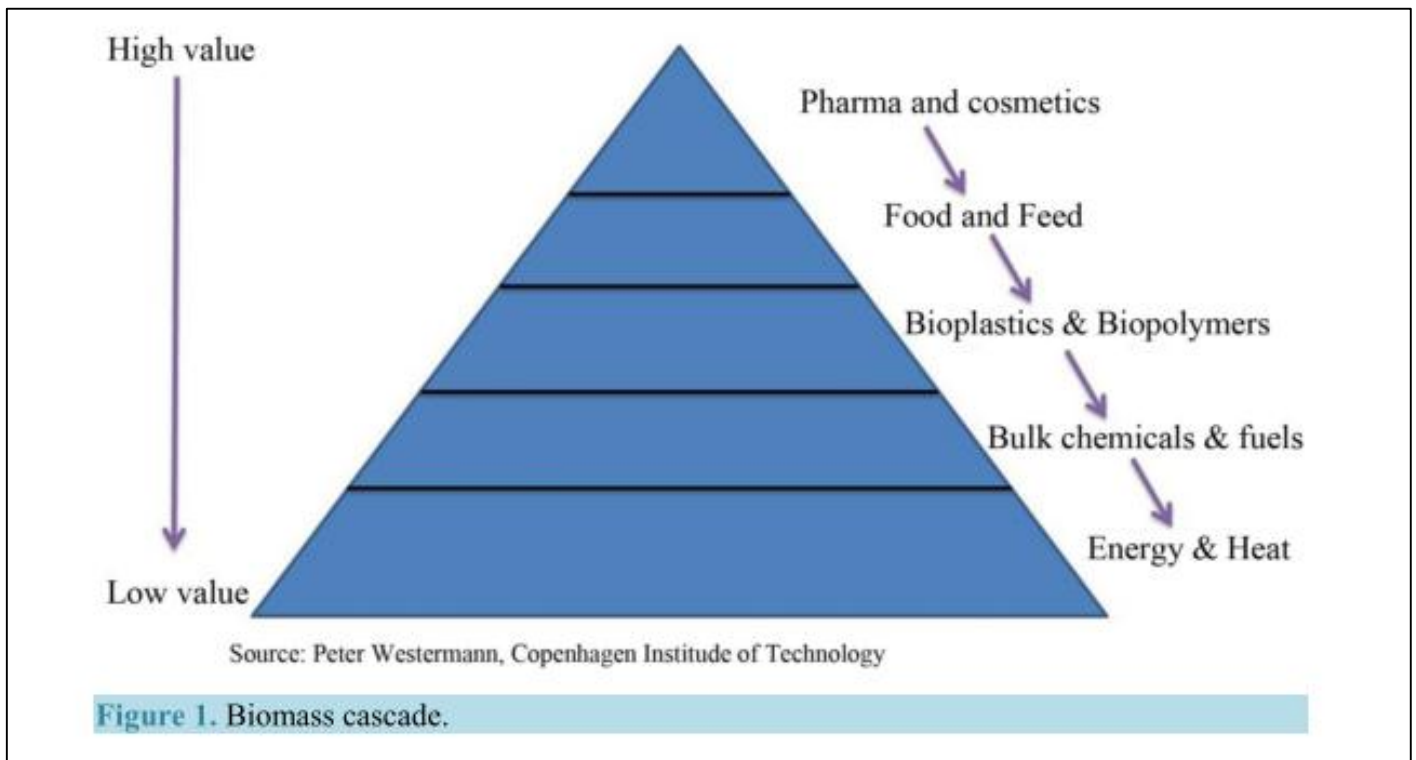 High value
Pharma and cosmetics
Food and Feed
Bioplastics & Biopolymers
Bulk chemicals & fuels
Energy & Heat
Low value
Source: Peter Westermann, Copenhagen Institude of Technology
Figure 1. Biomass cascade.